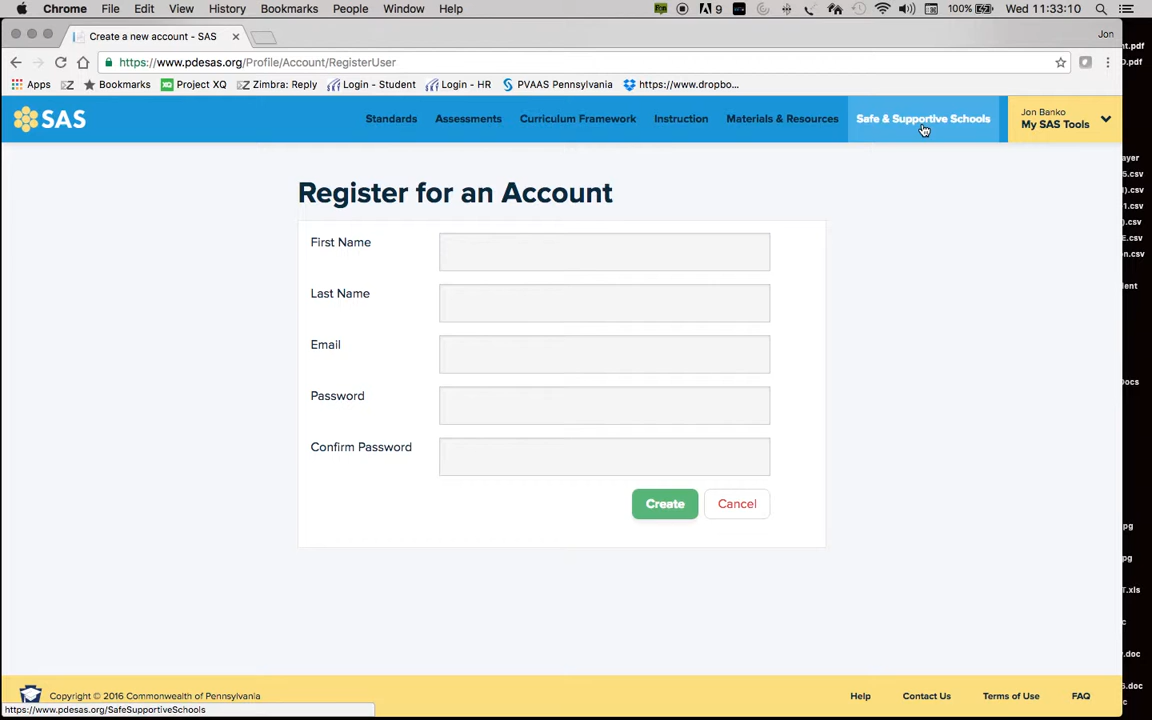 Chrome File Edit View History Bookmarks People Window Help 9 100% Wed 11:33:10
Create a new account - SAS Jon
https://www.pdesas.org/Profile/Account/RegisterUser
Apps Bookmarks XQ Project XQ Zimbra: Reply Login - Student Login - HR PVAAS Pennsylvania https://www.dropbo...
SAS Standards Assessments Curriculum Framework Instruction Materials & Resources Safe & Supportive Schools Jon Banko
My SAS Tools
Register for an Account
First Name
Last Name
Email
Password
Confirm Password
Create Cancel
Copyright © 2016 Commonwealth of Pennsylvania Help Contact Us Terms of Use FAQ
https://www.pdesas.org/SafeSupportiveSchools